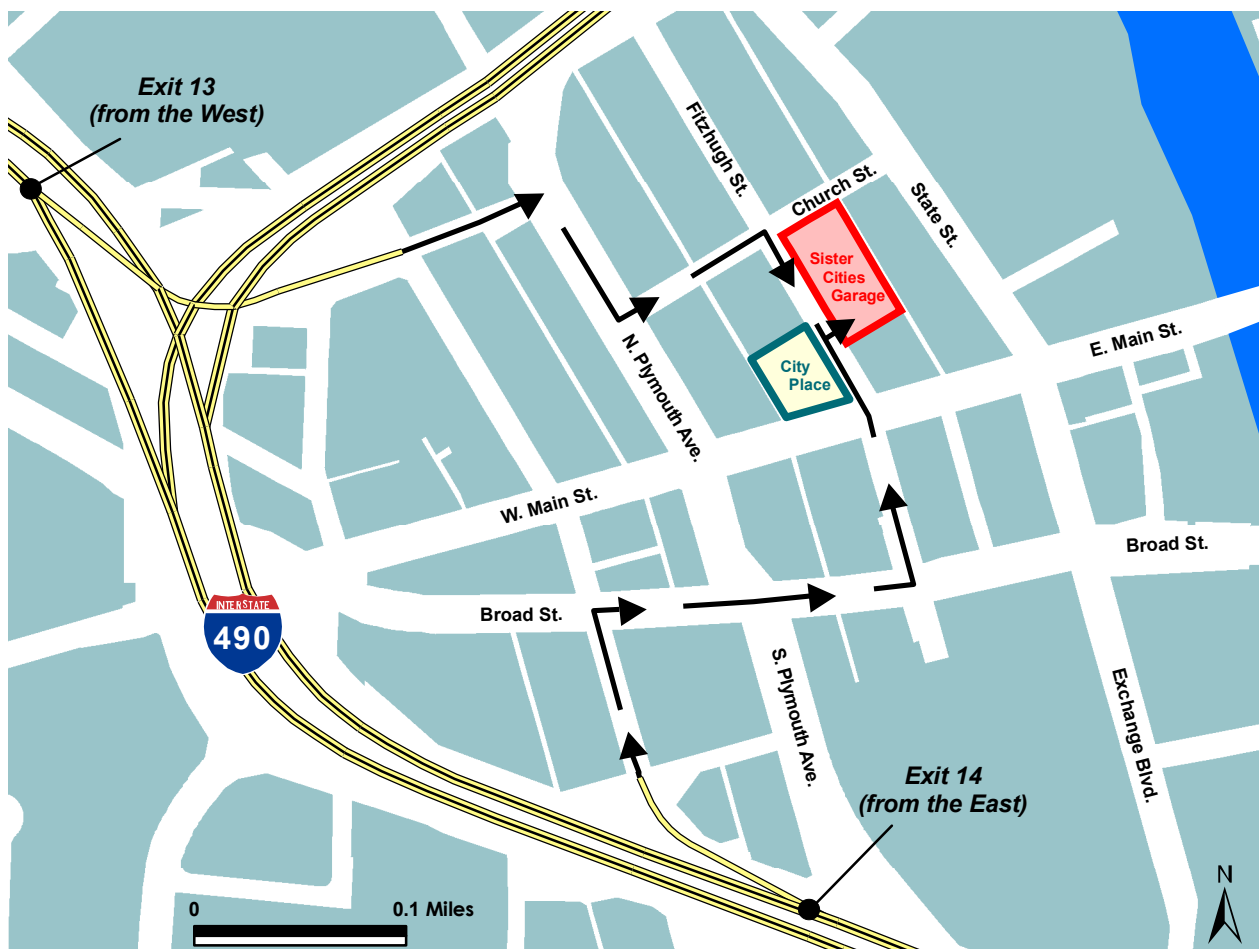 Exit 13
(from the West)
Fitzhugh St.
Church St.
State St.
Sister
Cities
Garage
E. Main St.
N. Plymouth Ave.
City
Place
W. Main St.
Broad St.
INTERSTATE
490
Broad St.
S. Plymouth Ave.
Exchange Blvd.
Exit 14
(from the East)
N
0
0.1 Miles